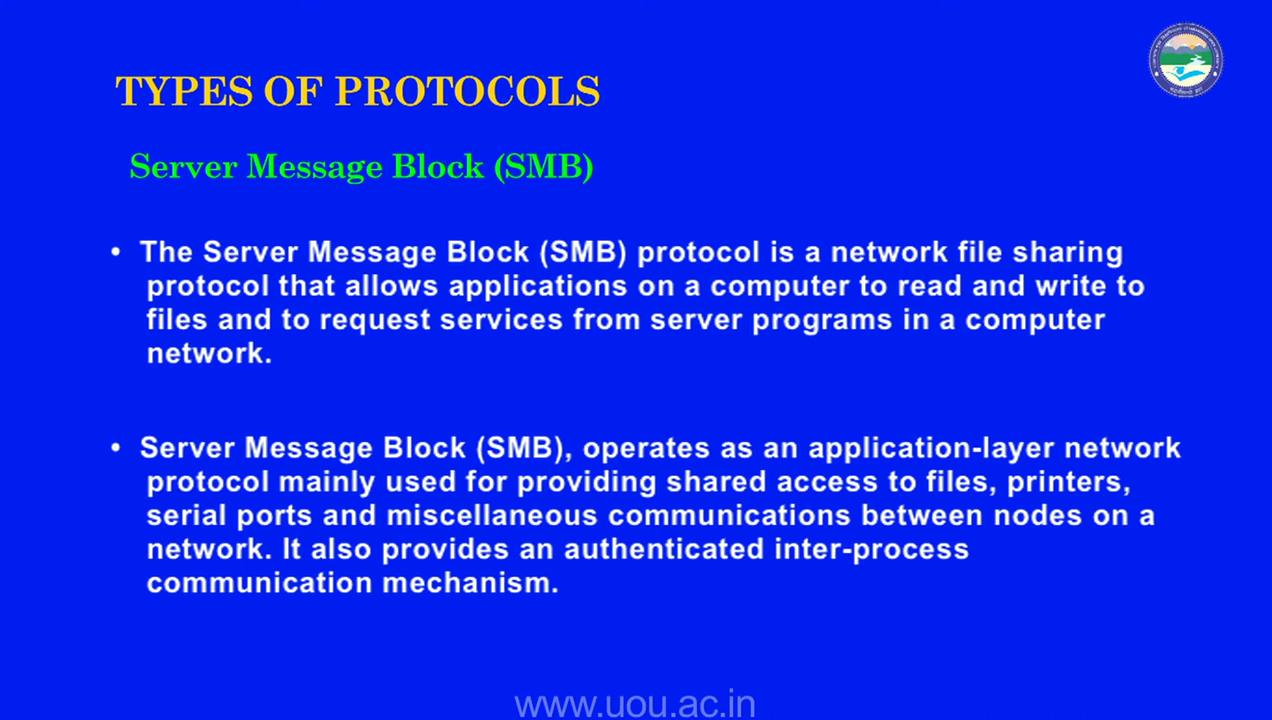 TYPES OF PROTOCOLS
Server Message Block (SMB)
• The Server Message Block (SMB) protocol is a network file sharing
protocol that allows applications on a computer to read and write to
files and to request services from server programs in a computer
network.
• Server Message Block (SMB), operates as an application-layer network
protocol mainly used for providing shared access to files, printers,
serial ports and miscellaneous communications between nodes on a
network. It also provides an authenticated inter-process
communication mechanism.
www.uou.ac.in